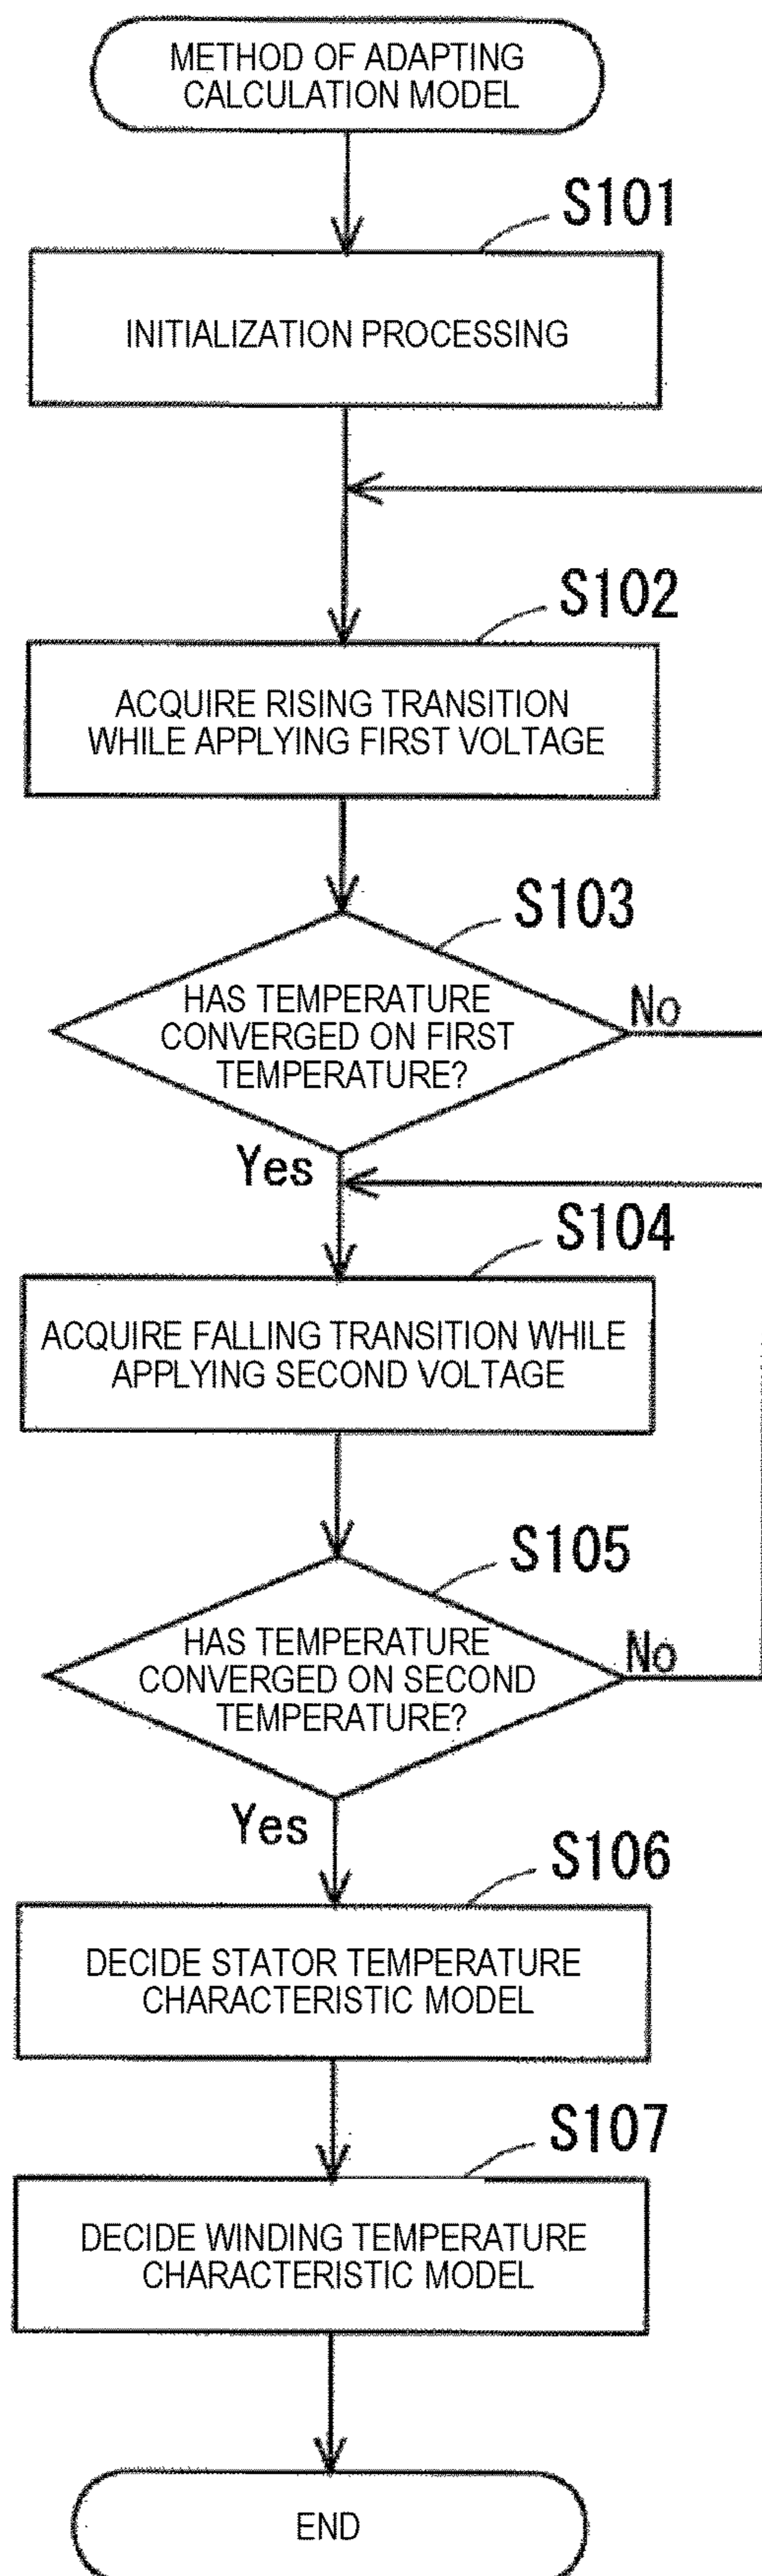 METHOD OF ADAPTING
CALCULATION MODEL
S101
INITIALIZATION PROCESSING
S102
ACQUIRE RISING TRANSITION
WHILE APPLYING FIRST VOLTAGE
S103
HAS TEMPERATURE
CONVERGED ON FIRST
TEMPERATURE?
No
Yes
S104
ACQUIRE FALLING TRANSITION WHILE
APPLYING SECOND VOLTAGE
S105
HAS TEMPERATURE
CONVERGED ON SECOND
TEMPERATURE?
No
Yes
S106
DECIDE STATOR TEMPERATURE
CHARACTERISTIC MODEL
S107
DECIDE WINDING TEMPERATURE
CHARACTERISTIC MODEL
END